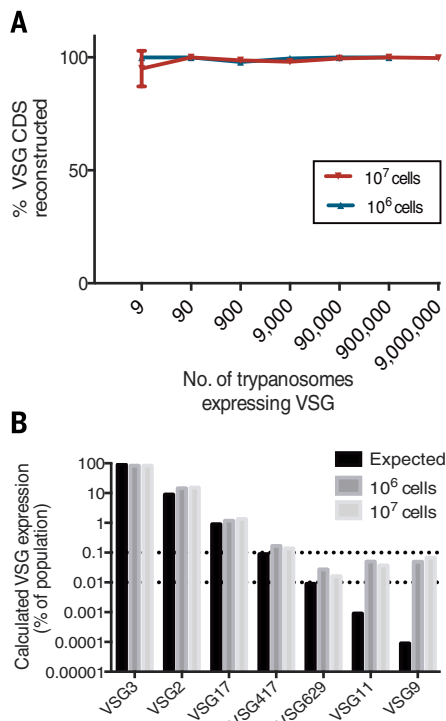 A
% VSG CDS
reconstructed
100
50
0
10⁷ cells
10⁶ cells
9
90
900
9,000
90,000
900,000
9,000,000
No. of trypanosomes
expressing VSG
B
Calculated VSG expression
(% of population)
100
10
1
0.1
0.01
0.001
0.0001
0.00001
Expected
10⁶ cells
10⁷ cells
VSG3
VSG2
VSG17
VSG417
VSG629
VSG11
VSG9